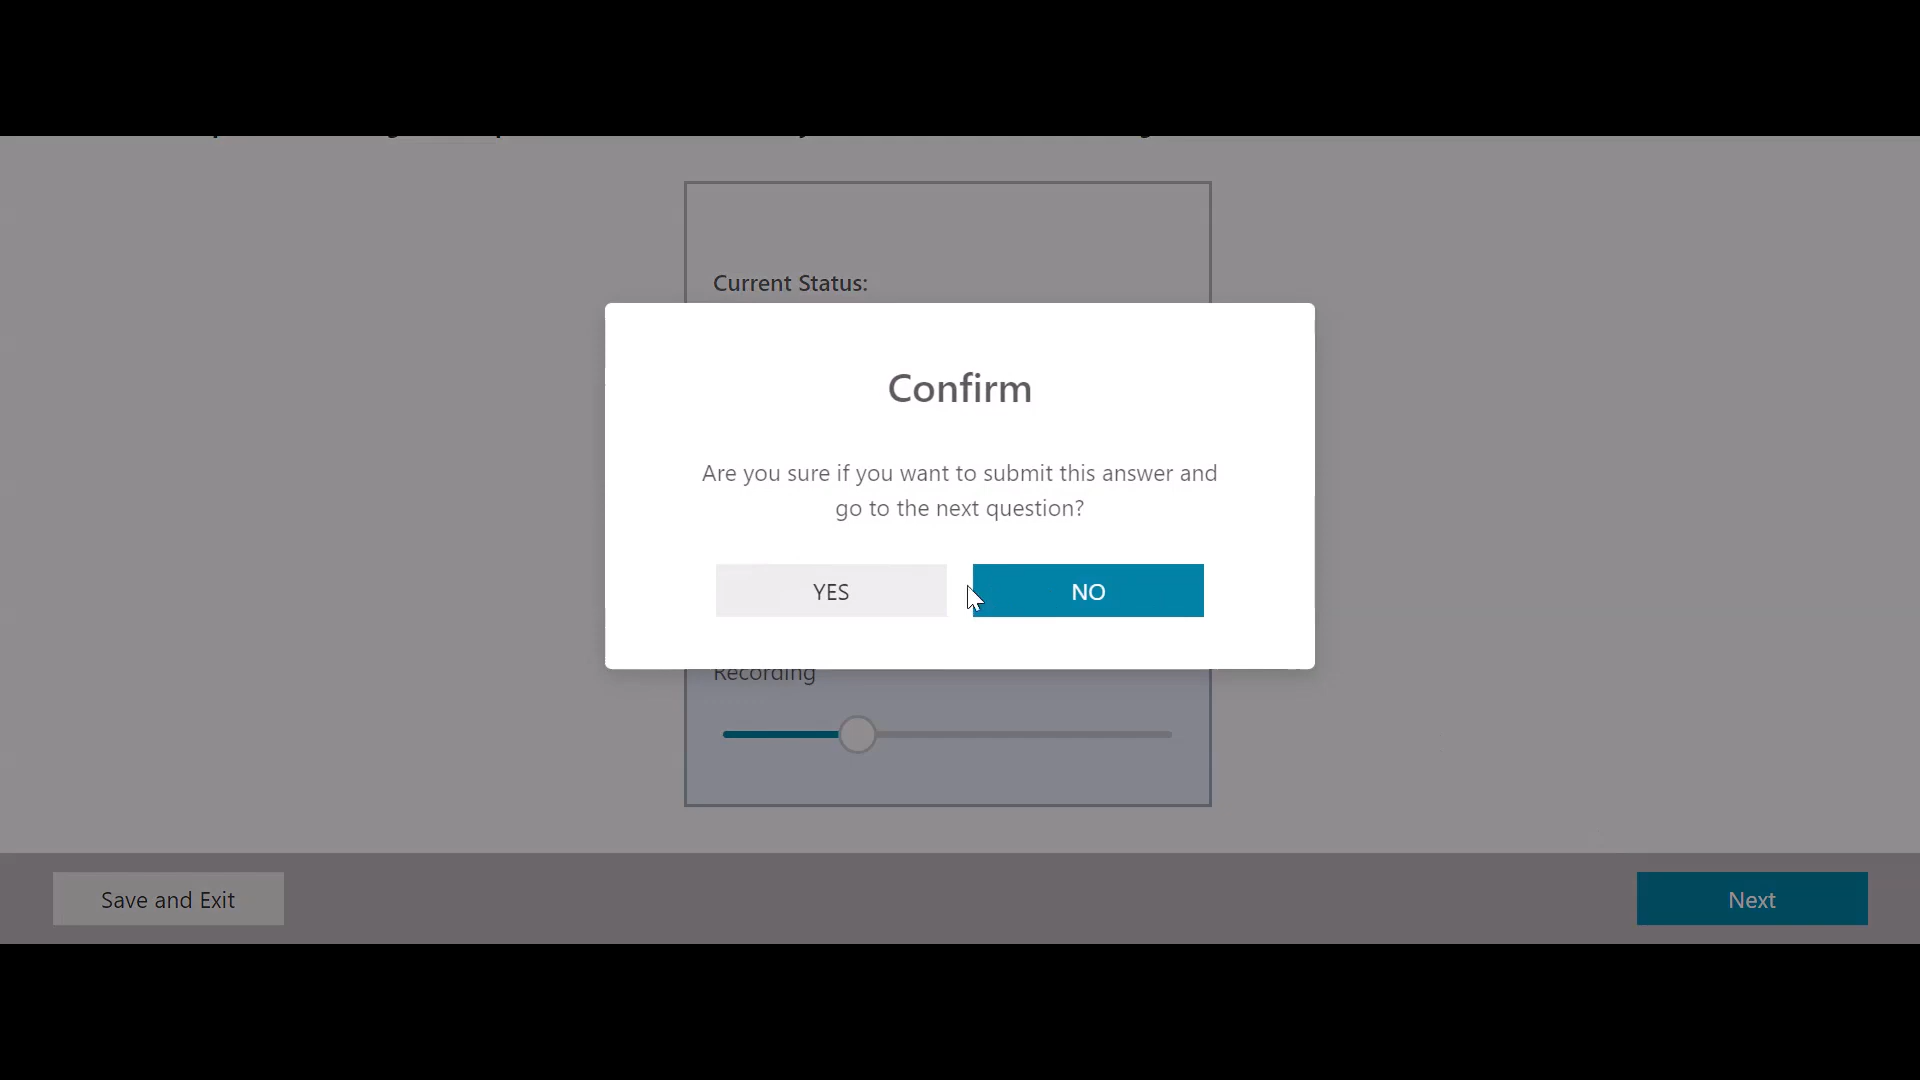 Current Status:
Confirm
Are you sure if you want to submit this answer and
go to the next question?
YES
NO
Recording
Save and Exit
Next